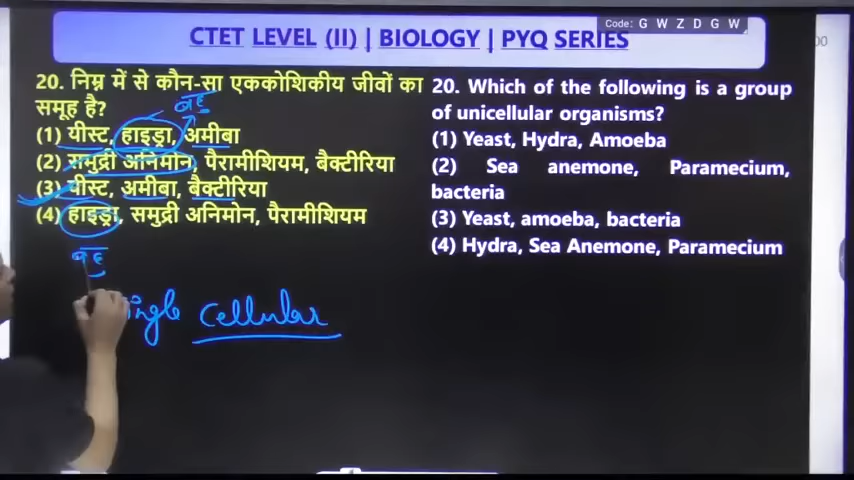 Code: G W Z D G W
CTET LEVEL (II) | BIOLOGY | PYQ SERIES
20. निम्न में से कौन-सा एककोशिकीय जीवों का
समूह है?
बहु
(1) यीस्ट, हाइड्रा, अमीबा
(2) समुद्री अनिमोन, पैरामीशियम, बैक्टीरिया
(3) यीस्ट, अमीबा, बैक्टीरिया
(4) हाइड्रा, समुद्री अनिमोन, पैरामीशियम
बहु
cellular
20. Which of the following is a group
of unicellular organisms?
(1) Yeast, Hydra, Amoeba
(2) Sea anemone, Paramecium,
bacteria
(3) Yeast, amoeba, bacteria
(4) Hydra, Sea Anemone, Paramecium